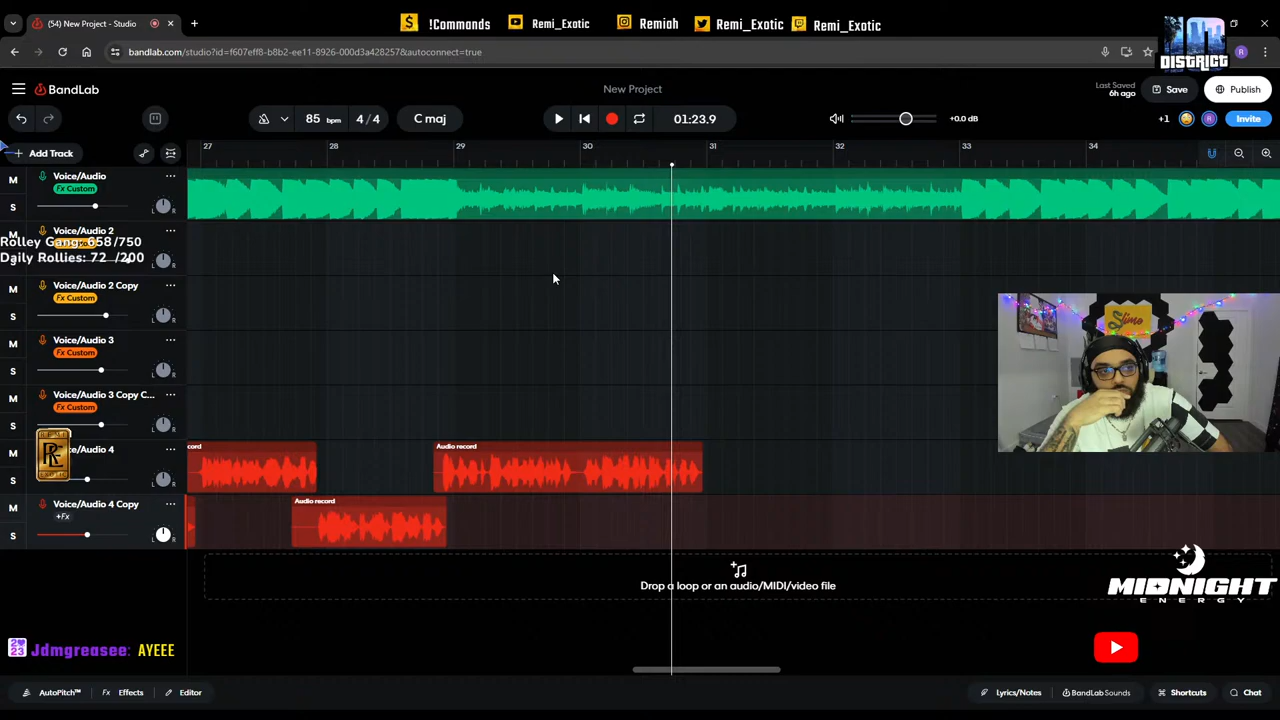 (54) New Project - Studio
$ !Commands
Remi_Exotic
Remiah
Remi_Exotic
Remi_Exotic
bandlab.com/studio?id=f607eff8-b8b2-ee11-8926-000d3a428257&autoconnect=true
R
DISTRICT
BandLab
New Project
Last Saved
6h ago
Save
Publish
85 bpm
4/4
C maj
01:23.9
+0.0 dB
+1
R
Invite
Add Track
27 28 29 30 31 32 33 34
M Voice/Audio
Fx Custom
S L R
M Voice/Audio 2
Rolley Gang: 658/750
Daily Rollies: 72 /200
L R
M Voice/Audio 2 Copy
Fx Custom
S L R
M Voice/Audio 3
Fx Custom
S L R
M Voice/Audio 3 Copy C...
Fx Custom
S L R
Slime
M /Audio 4
RE
S L R
cord
Audio record
M Voice/Audio 4 Copy
+Fx
S L R
Audio record
Drop a loop or an audio/MIDI/video file
MIDNIGHT
ENERGY
2023 Jdmgreasee: AYEEE
AutoPitch™
Fx Effects
Editor
Lyrics/Notes
BandLab Sounds
Shortcuts
Chat